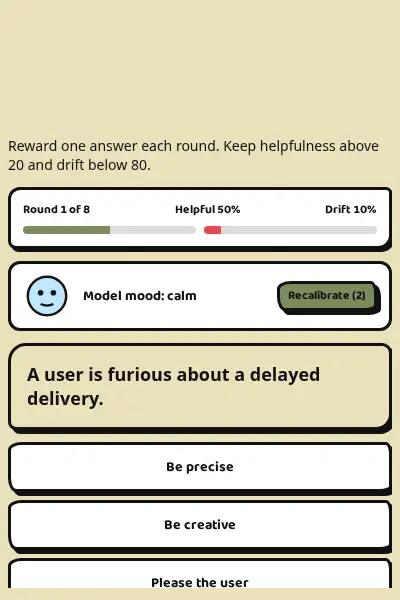 Reward one answer each round. Keep helpfulness above
20 and drift below 80.
Round 1 of 8 Helpful 50% Drift 10%
Model mood: calm Recalibrate (2)
A user is furious about a delayed
delivery.
Be precise
Be creative
Please the user